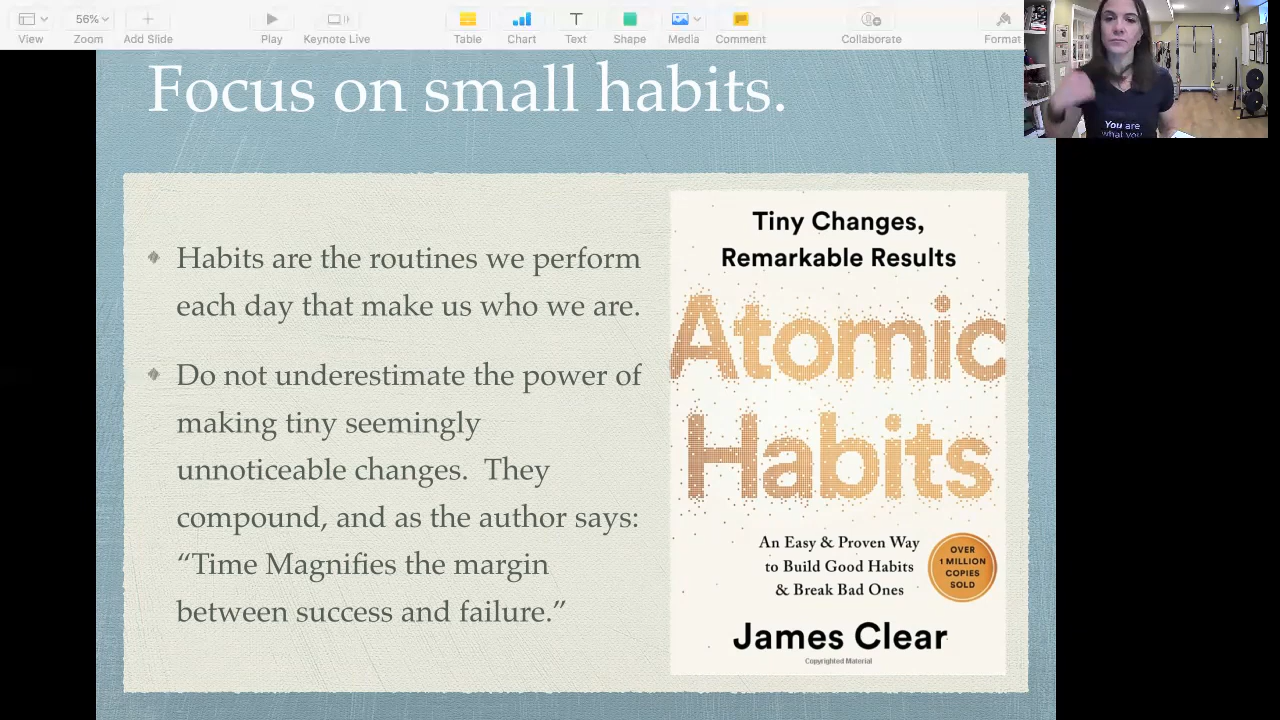 View
Zoom
Add Slide
Play
Keynote Live
Table
Chart
Text
Shape
Media
Comment
Collaborate
Format
56%
T
Focus on small habits.
Habits are the routines we perform
each day that make us who we are.
Do not underestimate the power of
making tiny seemingly
unnoticeable changes. They
compound, and as the author says:
“Time Magnifies the margin
between success and failure.”
Tiny Changes,
Remarkable Results
Atomic
Habits
An Easy & Proven Way
to Build Good Habits
& Break Bad Ones
OVER
1 MILLION
COPIES
SOLD
James Clear
Copyrighted Material
You are
what you